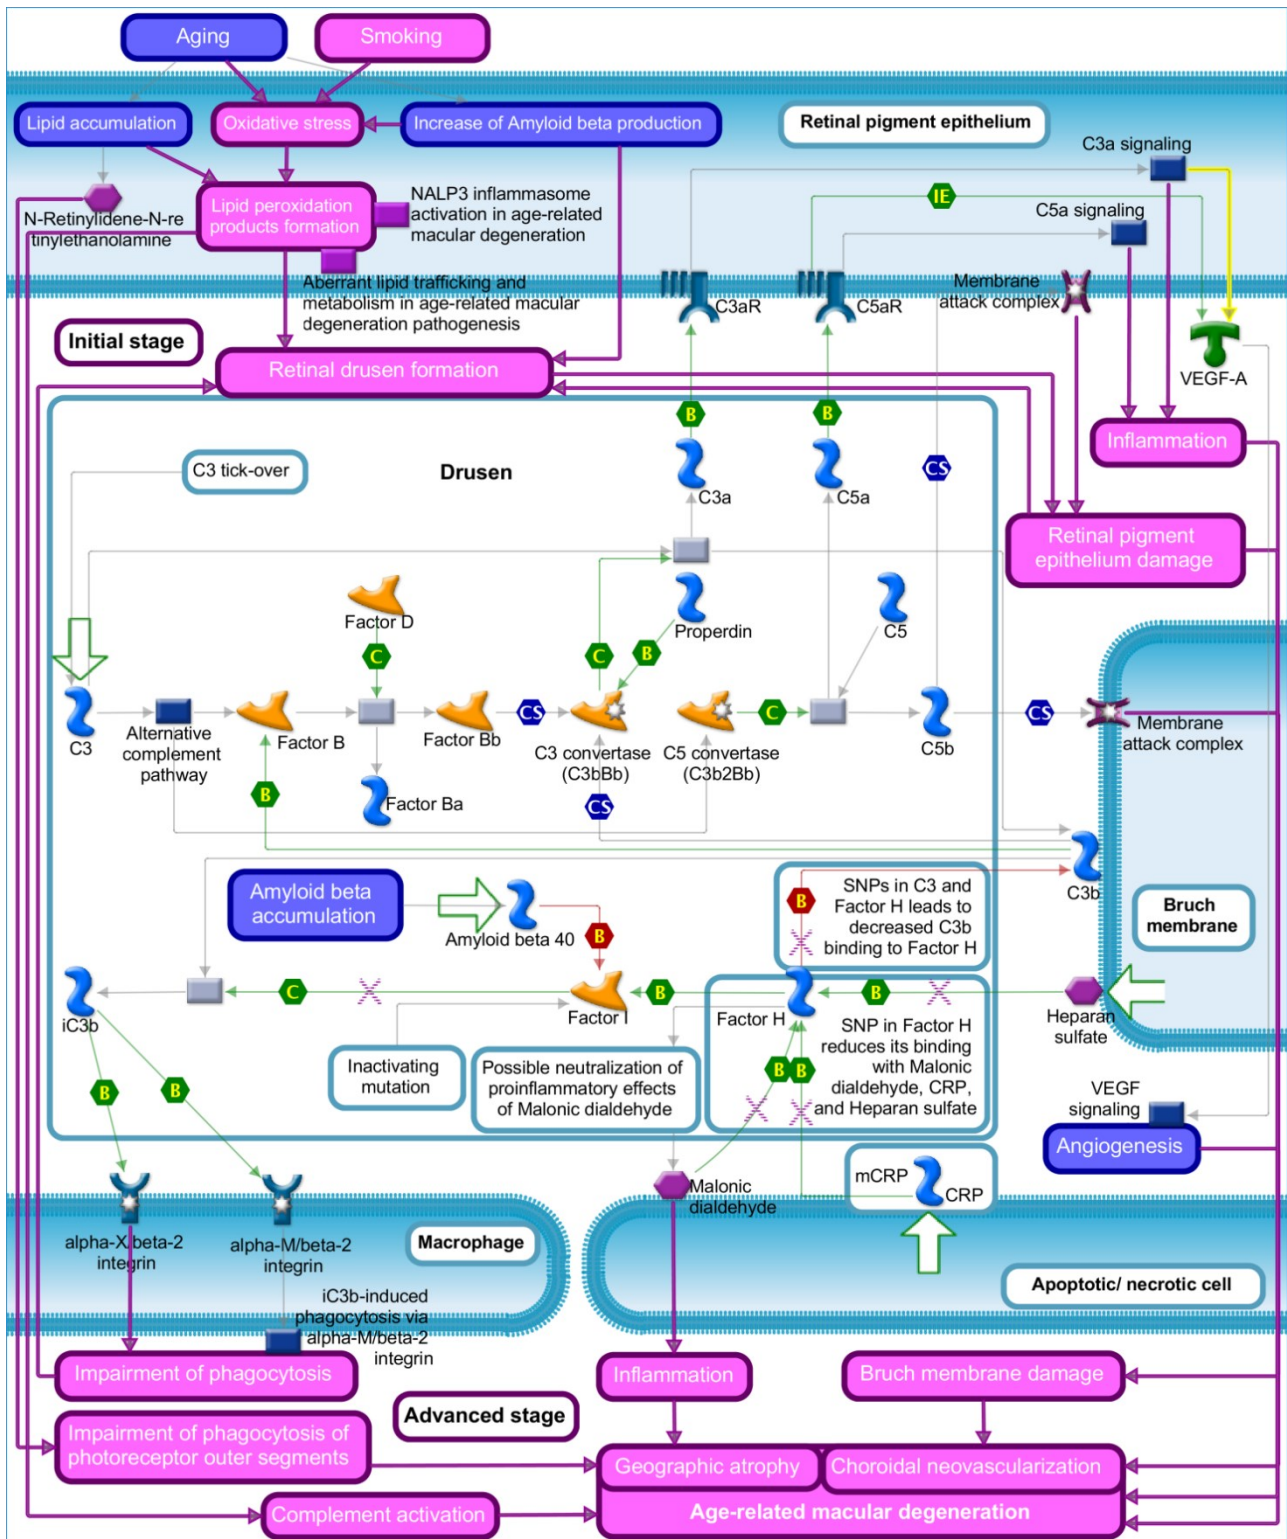 Aging
Smoking
Lipid accumulation
Oxidative stress
Increase of Amyloid beta production
Retinal pigment epithelium
C3a signaling
N-Retinylidene-N-re
tinylethanolamine
Lipid peroxidation
products formation
NALP3 inflammasome
activation in age-related
macular degeneration
IE
C5a signaling
Aberrant lipid trafficking and
metabolism in age-related macular
degeneration pathogenesis
C3aR
C5aR
Membrane
attack complex
Initial stage
Retinal drusen formation
VEGF-A
B
B
Inflammation
C3 tick-over
Drusen
C3a
C5a
CS
Retinal pigment
epithelium damage
Factor D
Properdin
C5
C
C
B
C3
Alternative
complement
pathway
Factor B
Factor Bb
CS
C3 convertase
(C3bBb)
C5 convertase
(C3b2Bb)
C
C5b
CS
Membrane
attack complex
B
Factor Ba
CS
Amyloid beta
accumulation
Amyloid beta 40
B
B
SNPs in C3 and
Factor H leads to
decreased C3b
binding to Factor H
C3b
Bruch
membrane
iC3b
C
Factor I
B
Factor H
B
Heparan
sulfate
Inactivating
mutation
Possible neutralization of
proinflammatory effects
of Malonic dialdehyde
SNP in Factor H
reduces its binding
with Malonic
dialdehyde, CRP,
and Heparan sulfate
B
B
B
B
VEGF
signaling
Angiogenesis
Malonic
dialdehyde
mCRP
CRP
alpha-X/beta-2
integrin
alpha-M/beta-2
integrin
Macrophage
Apoptotic/ necrotic cell
iC3b-induced
phagocytosis via
alpha-M/beta-2
integrin
Impairment of phagocytosis
Inflammation
Bruch membrane damage
Advanced stage
Impairment of phagocytosis of
photoreceptor outer segments
Geographic atrophy
Choroidal neovascularization
Complement activation
Age-related macular degeneration